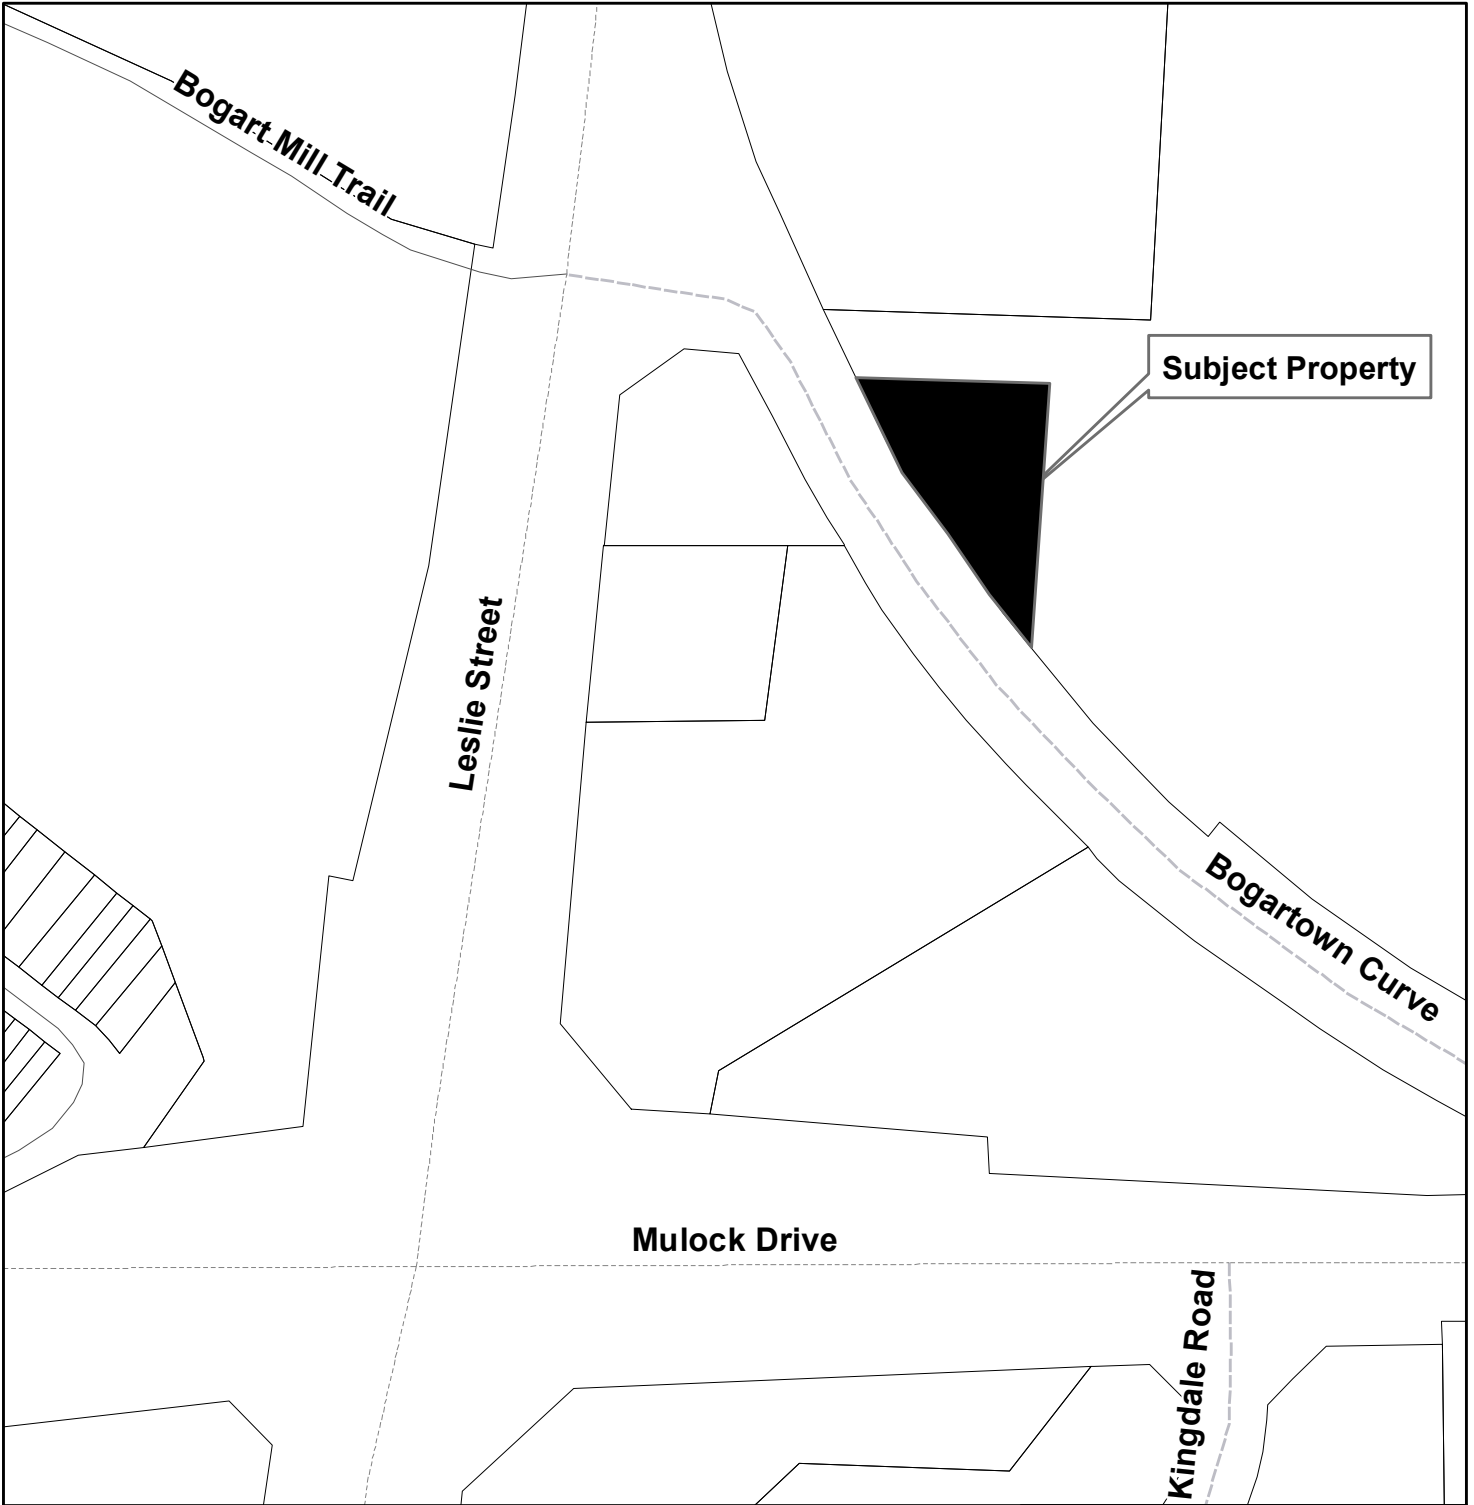 Bogart Mill Trail
Subject Property
Leslie Street
Bogartown Curve
Mulock Drive
Kingdale Road